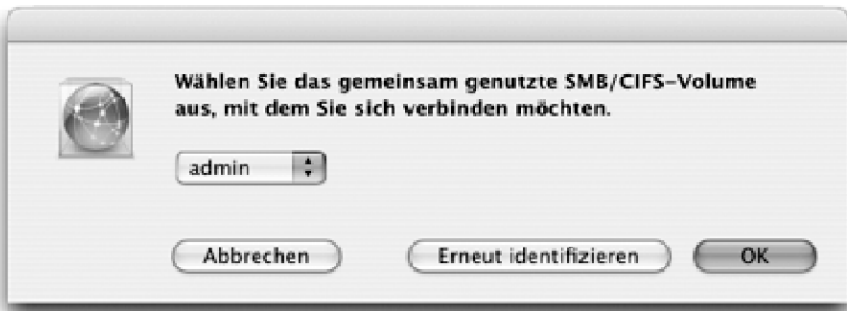 Wählen Sie das gemeinsam genutzte SMB/CIFS-Volume
aus, mit dem Sie sich verbinden möchten.
admin
Abbrechen
Erneut identifizieren
OK